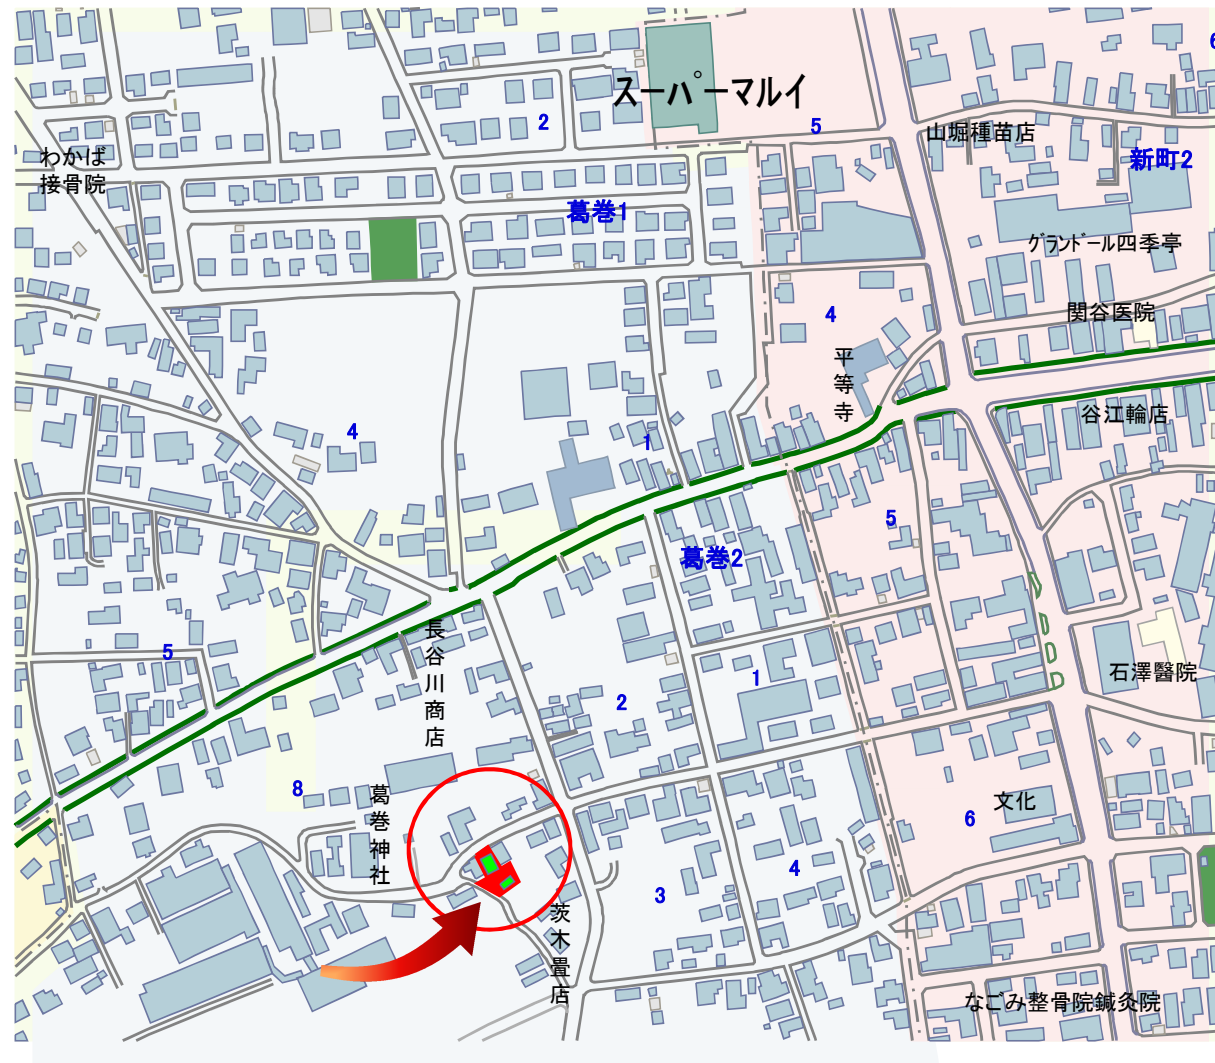 6
スーパーマルイ
2
5
山堀種苗店
わかば
接骨院
新町2
葛巻1
グランドール四季亭
4
関谷医院
平等寺
谷江輪店
4
1
5
葛巻2
長谷川商店
5
石澤醫院
1
2
8
葛巻神社
文化
6
4
3
茨木畳店
なごみ整骨院鍼灸院